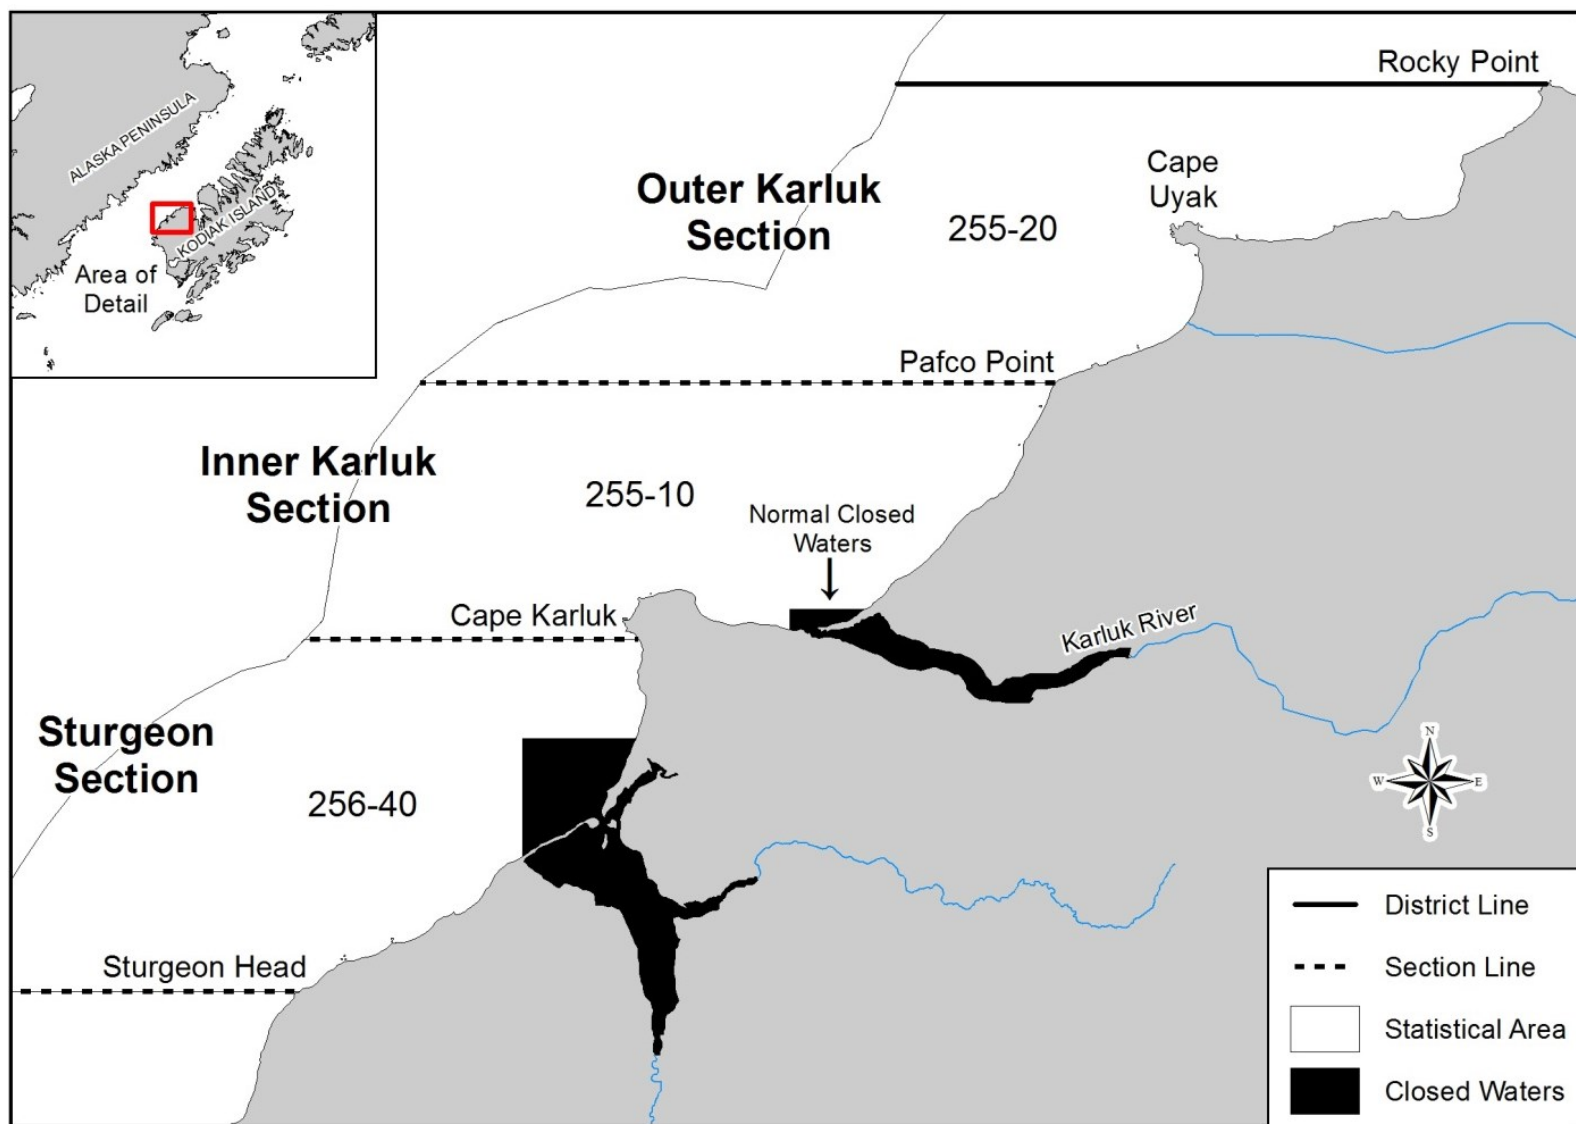 ALASKA PENINSULA
KODIAK ISLAND
Area of
Detail
Rocky Point
Cape
Uyak
Outer Karluk
Section
255-20
Pafco Point
Inner Karluk
Section
255-10
Normal Closed
Waters
Cape Karluk
Karluk River
Sturgeon
Section
256-40
Sturgeon Head
N
W
E
S
District Line
Section Line
Statistical Area
Closed Waters